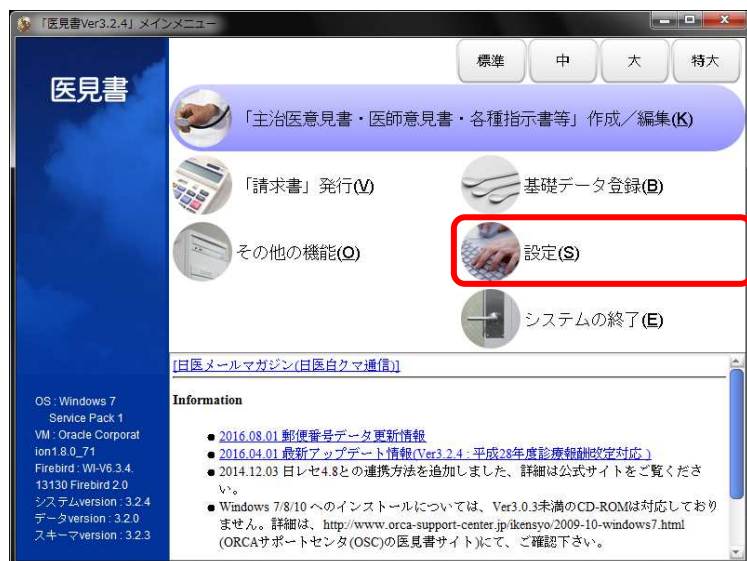 「医見書Ver3.2.4」メインメニュー
標準 中 大 特大
医見書
「主治医意見書・医師意見書・各種指示書等」作成／編集(K)
「請求書」発行(V) 基礎データ登録(B)
その他の機能(O) 設定(S)
システムの終了(E)
[日医メールマガジン(日医白クマ通信)]
Information
2016.08.01 郵便番号データ更新情報
2016.04.01 最新アップデート情報(Ver3.2.4 : 平成28年度診療報酬改定対応 )
2014.12.03 日レセ4.8との連携方法を追加しました、詳細は公式サイトをご覧くださ
い。
Windows 7/8/10 へのインストールについては、Ver3.0.3未満のCD-ROMは対応しており
ません。詳細は、http://www.orca-support-center.jp/ikensyo/2009-10-windows7.html
(ORCAサポートセンタ(OSC)の医見書サイト)にて、ご確認下さい。
OS : Windows 7
Service Pack 1
VM : Oracle Corporat
ion1.8.0_71
Firebird : WI-V6.3.4.
13130 Firebird 2.0
システムversion : 3.2.4
データversion : 3.2.0
スキーマversion : 3.2.3